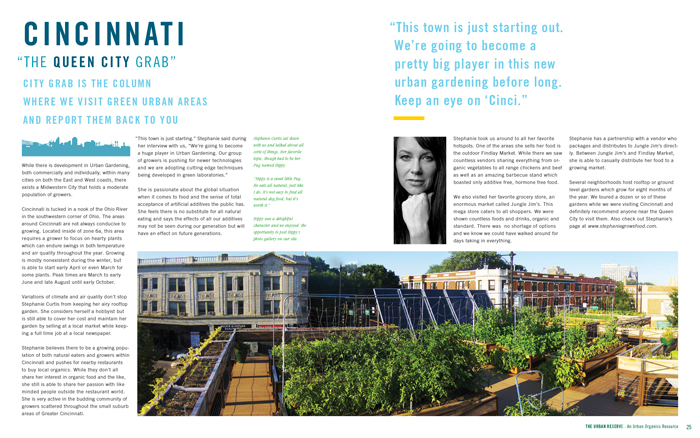 CINCINNATI
“THE QUEEN CITY GRAB”
CITY GRAB IS THE COLUMN
WHERE WE VISIT GREEN URBAN AREAS
AND REPORT THEM BACK TO YOU
While there is development in Urban Gardening,
both commercially and individually, within many
cities on both the East and West coasts, there
exists a Midwestern City that holds a moderate
population of growers.
Cincinnati is tucked in a nook of the Ohio River
in the southwestern corner of Ohio. The areas
around Cincinnati are not always conducive to
growing. Located inside of zone 6a, this area
requires a grower to focus on hearty plants
which can endure swings in both temperature
and air quality throughout the year. Growing
is mostly nonexistent during the winter, but
is able to start early April or even March for
some plants. Peak times are March to early
June and late August until early October.
Variations of climate and air quality don't stop
Stephanie Curtis from keeping her airy rooftop
garden. She considers herself a hobbyist but
is still able to cover her cost and maintain her
garden by selling at a local market while keep-
ing a full time job at a local newspaper.
Stephanie believes there to be a growing popu-
lation of both natural eaters and growers within
Cincinnati and pushes for nearby restaurants
to buy local organics. While they don't all
share her interest in organic food and the like,
she still is able to share her passion with like
minded people outside the restaurant world.
She is very active in the budding community of
growers scattered throughout the small suburb
areas of Greater Cincinnati.
“This town is just starting.” Stephanie said during
her interview with us. “We're going to become
a huge player in Urban Gardening. Our group
of growers is pushing for newer technologies
and we are adopting cutting edge techniques
being developed in green laboratories.”
She is passionate about the global situation
when it comes to food and the sense of total
acceptance of artificial additives the public has.
She feels there is no substitute for all natural
eating and says the effects of all our additives
may not be seen during our generation but will
have an effect on future generations.
Stephanie Curtis sat down
with us and talked about all
sorts of things. Her favorite
topic, though had to be her
Pug named Sippy.
“Sippy is a sweet little Pug.
He eats all natural, just like
I do. It's not easy to find all
natural dog food, but it's
worth it.”
Sippy was a delightful
character and we enjoyed the
opportunity to post Sippy's
photo gallery on our site.
“This town is just starting out.
We're going to become a
pretty big player in this new
urban gardening before long.
Keep an eye on ‘Cinci.”
Stephanie took us around to all her favorite
hotspots. One of the areas she sells her food is
the outdoor Findlay Market. While there we saw
countless vendors sharing everything from or-
ganic vegetables to all range chickens and beef
as well as an amazing barbecue stand which
boasted only additive free, hormone free food.
We also visited her favorite grocery store, an
enormous market called Jungle Jim's. This
mega store caters to all shoppers. We were
shown countless foods and drinks, organic and
standard. There was no shortage of options
and we know we could have walked around for
days taking in everything.
Stephanie has a partnership with a vendor who
packages and distributes to Jungle Jim's direct-
ly. Between Jungle Jim's and Findlay Market,
she is able to casually distribute her food to a
growing market.
Several neighborhoods host rooftop or ground
level gardens which grow for eight months of
the year. We toured a dozen or so of these
gardens while we were visiting Cincinnati and
definitely recommend anyone near the Queen
City to visit them. Also check out Stephanie's
page at www.stephaniegrowsfood.com.
THE URBAN RESERVE - An Urban Organics Resource 25